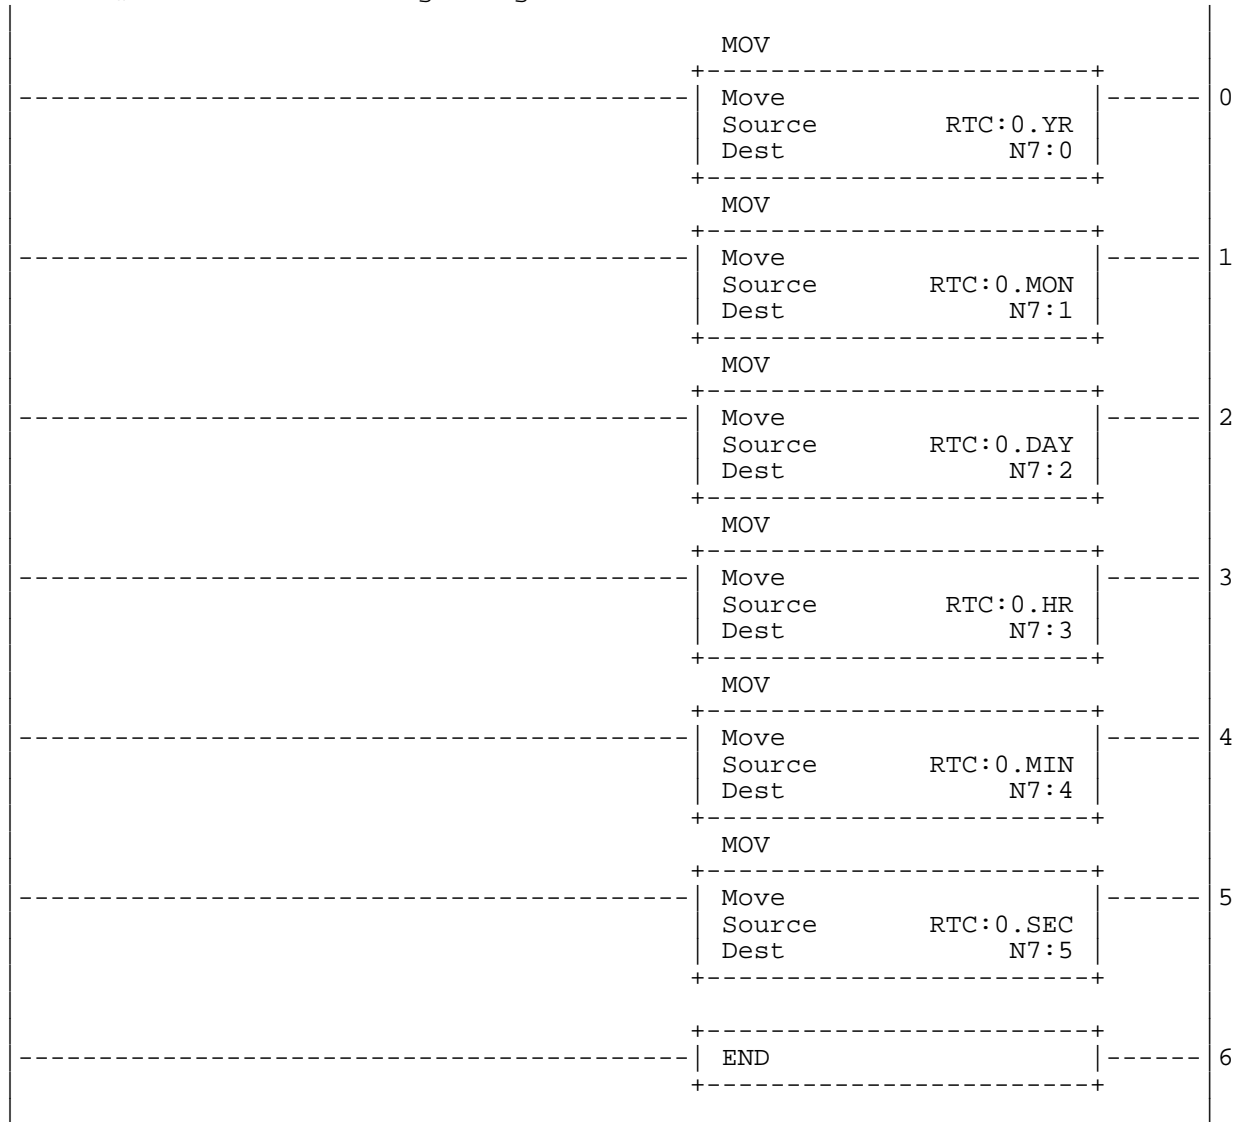 MOV
Move 0
Source RTC:0.YR
Dest N7:0
MOV
Move 1
Source RTC:0.MON
Dest N7:1
MOV
Move 2
Source RTC:0.DAY
Dest N7:2
MOV
Move 3
Source RTC:0.HR
Dest N7:3
MOV
Move 4
Source RTC:0.MIN
Dest N7:4
MOV
Move 5
Source RTC:0.SEC
Dest N7:5
END 6